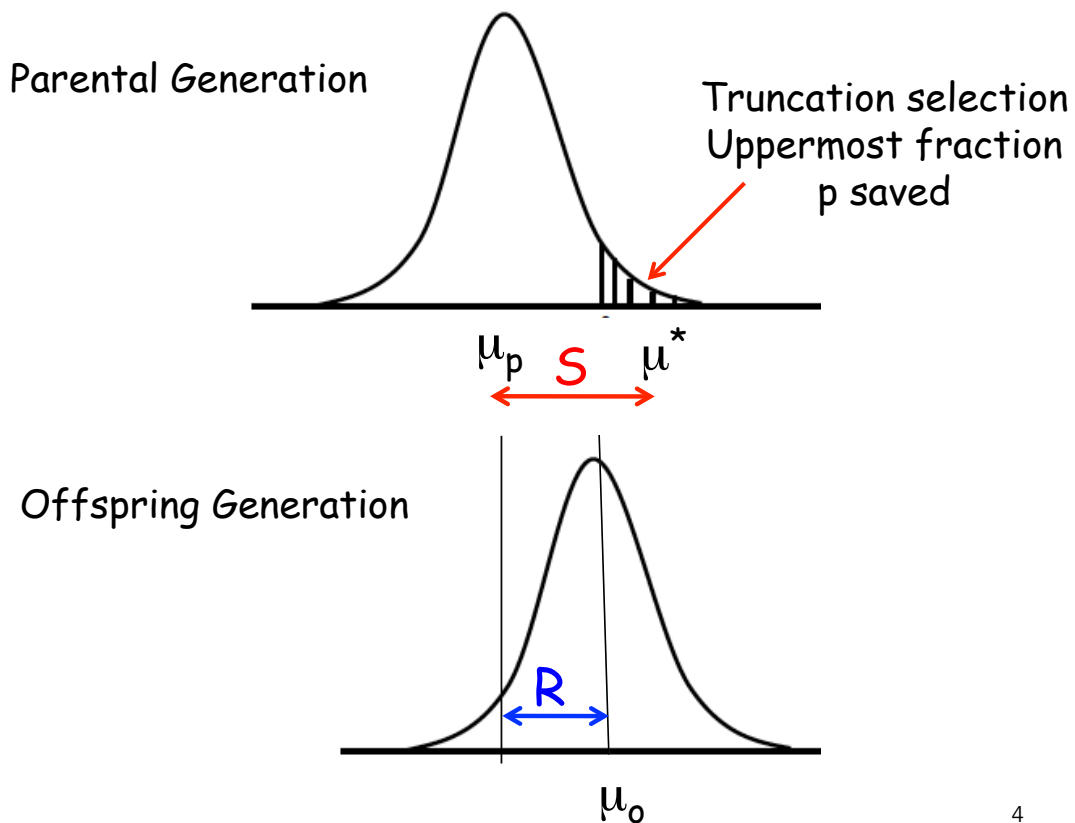 Parental Generation
Truncation selection
Uppermost fraction
p saved
μp
S
μ*
Offspring Generation
R
μo
4